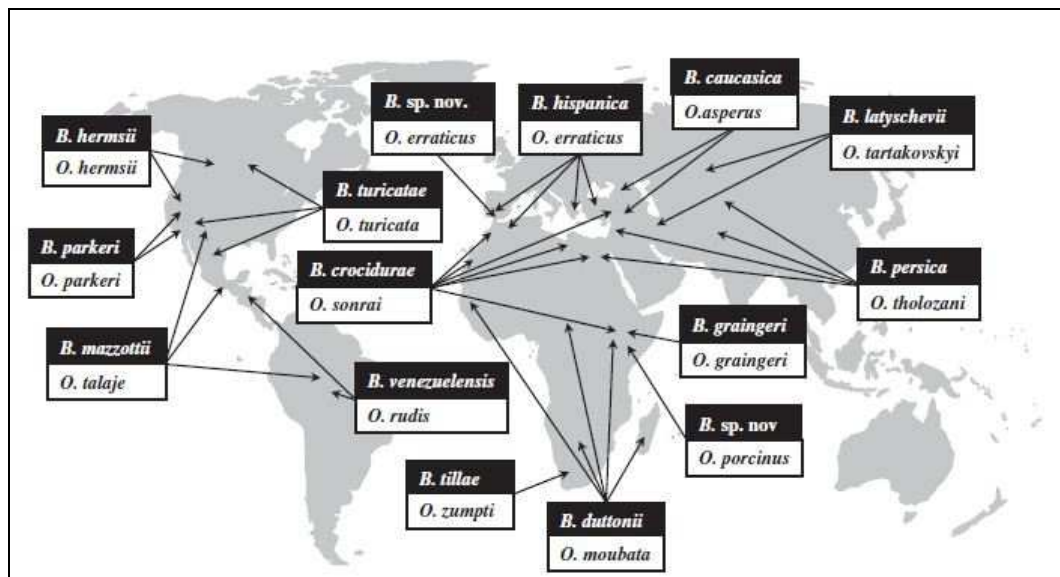 B. hermsii
O. hermsii
B. parkeri
O. parkeri
B. mazzottii
O. talaje
B. turicatae
O. turicata
B. venezuelensis
O. rudis
B. sp. nov.
O. erraticus
B. hispanica
O. erraticus
B. caucasica
O.asperus
B. latyschevii
O. tartakovskyi
B. crocidurae
O. sonrai
B. persica
O. tholozani
B. graingeri
O. graingeri
B. sp. nov
O. porcinus
B. tillae
O. zumpti
B. duttonii
O. moubata